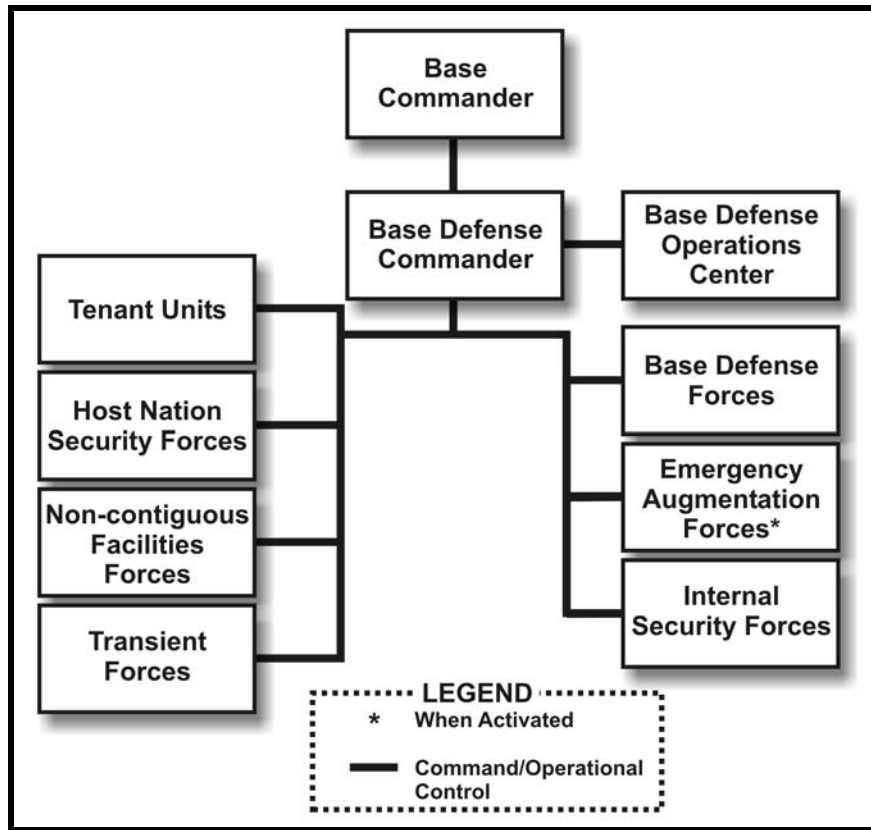 Base
Commander
Base Defense
Commander
Base Defense
Operations
Center
Tenant Units
Host Nation
Security Forces
Non-contiguous
Facilities
Forces
Transient
Forces
Base Defense
Forces
Emergency
Augmentation
Forces*
Internal
Security Forces
LEGEND
* When Activated
Command/Operational
Control